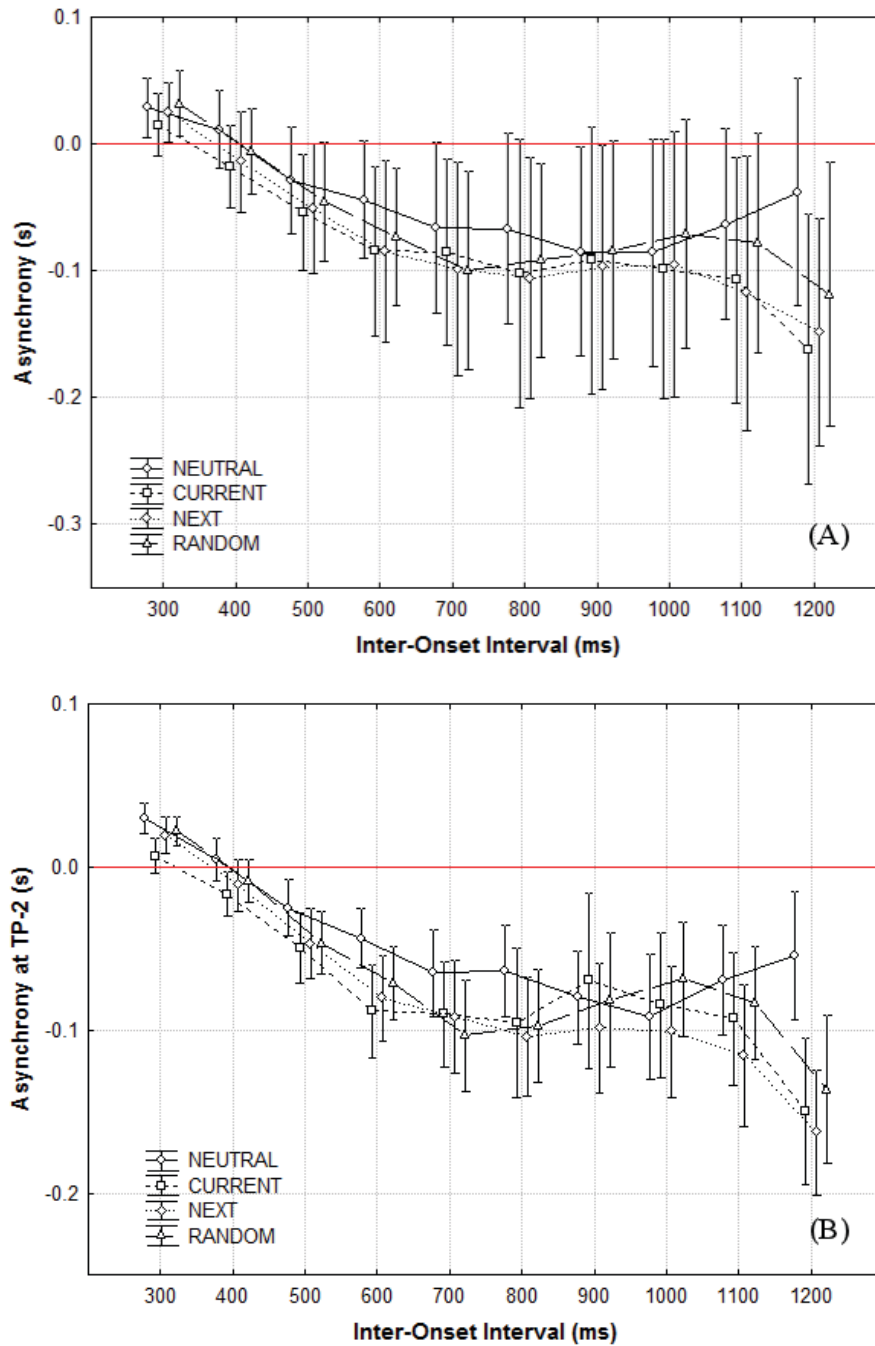 0.1
0.0
-0.1
-0.2
-0.3
Asynchrony (s)
NEUTRAL
CURRENT
NEXT
RANDOM
(A)
300 400 500 600 700 800 900 1000 1100 1200
Inter-Onset Interval (ms)
0.1
0.0
-0.1
-0.2
Asynchrony at TP-2 (s)
NEUTRAL
CURRENT
NEXT
RANDOM
(B)
300 400 500 600 700 800 900 1000 1100 1200
Inter-Onset Interval (ms)